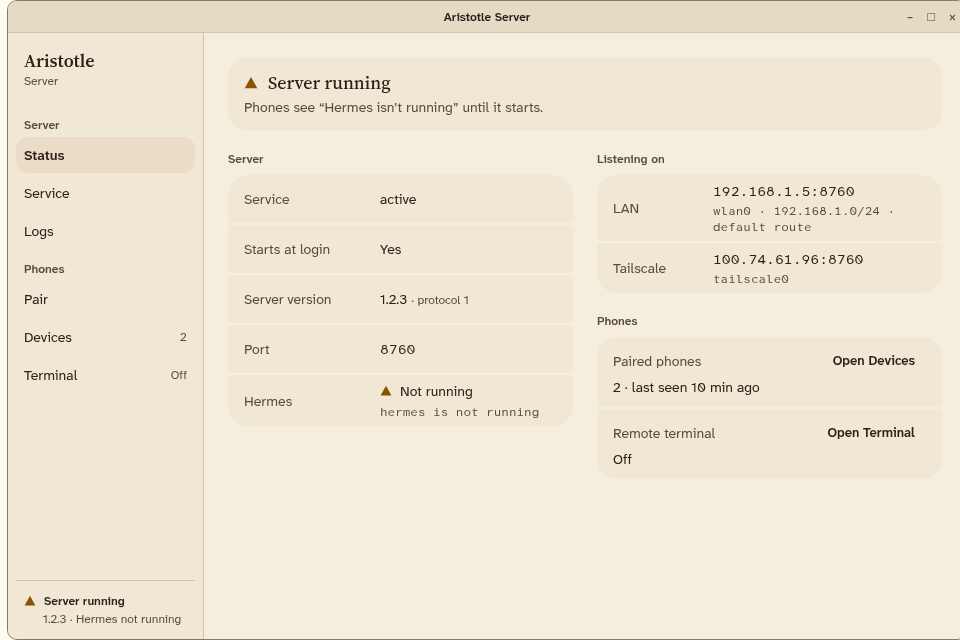 Aristotle Server
Aristotle
Server
Server
Status
Service
Logs
Phones
Pair
Devices 2
Terminal Off
Server running
1.2.3 · Hermes not running
Server running
Phones see “Hermes isn’t running” until it starts.
Server
Service active
Starts at login Yes
Server version 1.2.3 · protocol 1
Port 8760
Hermes Not running
hermes is not running
Listening on
LAN 192.168.1.5:8760
wlan0 · 192.168.1.0/24 ·
default route
Tailscale 100.74.61.96:8760
tailscale0
Phones
Paired phones Open Devices
2 · last seen 10 min ago
Remote terminal Open Terminal
Off